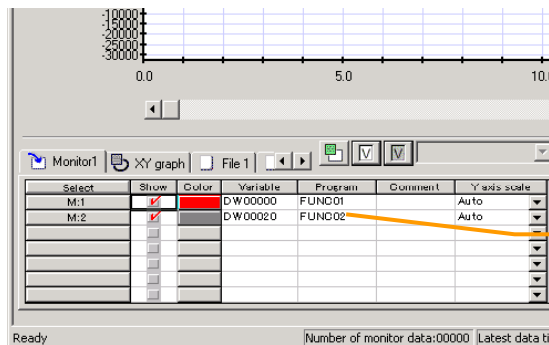 -10000
-15000
-20000
-25000
-30000
0.0 5.0 10.
Monitor1 XY graph File 1
Select Show Color Variable Program Comment Y axis scale
M:1 DW00000 FUNC01 Auto
M:2 DW00020 FUNC02 Auto
Ready Number of monitor data:00000 Latest data ti